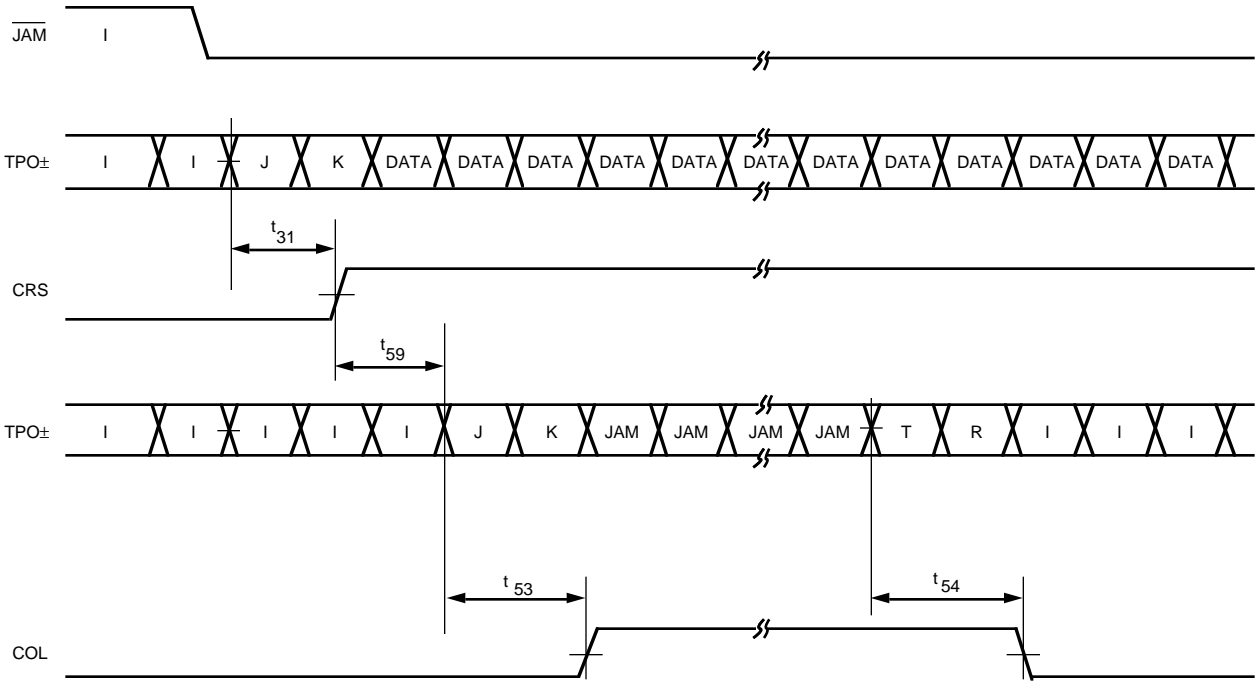 JAM I
TPO± I I J K DATA DATA DATA DATA DATA DATA DATA DATA DATA DATA DATA DATA
t31
CRS
t59
TPO± I I I I I J K JAM JAM JAM JAM T R I I I
t53 t54
COL